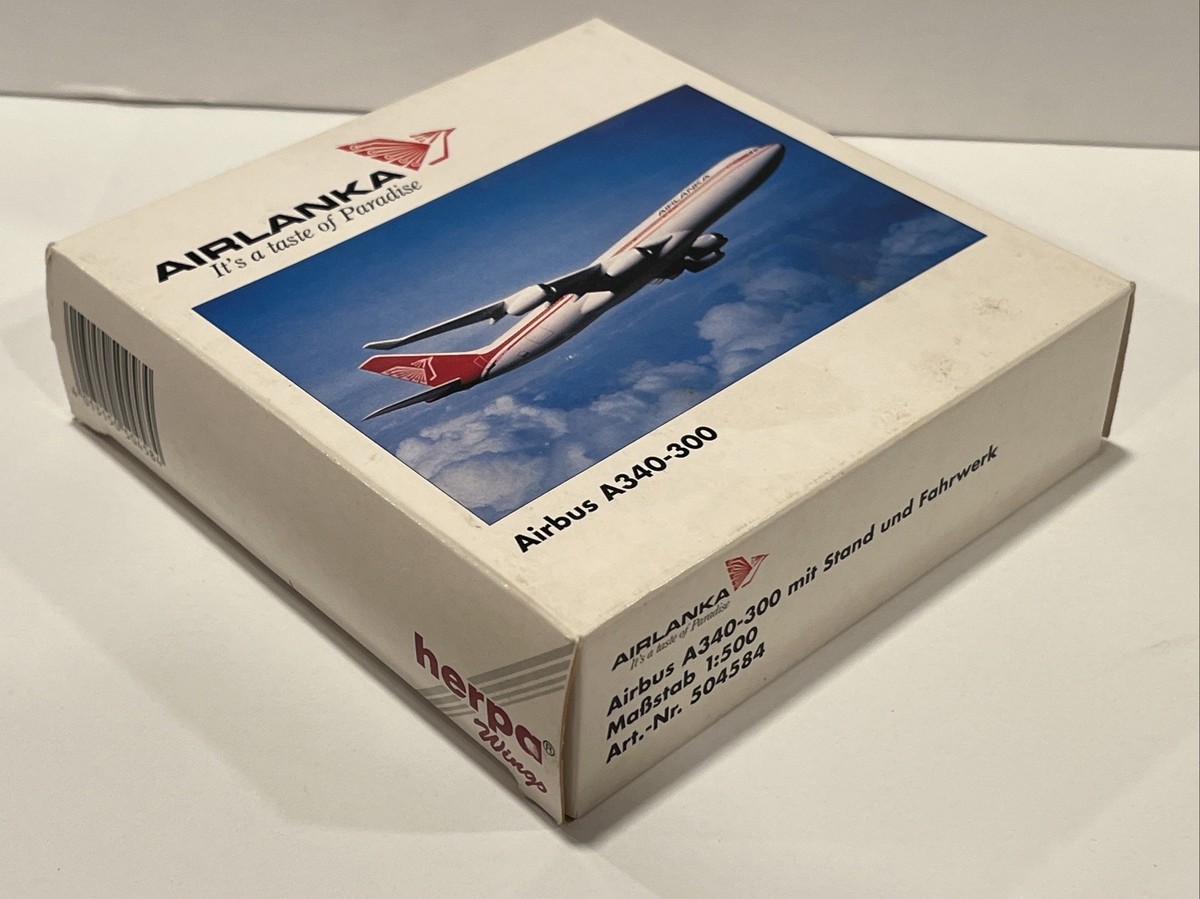 AIRLANKA
It's a taste of Paradise
AIRLANKA
Airbus A340-300
herpa®
Wings
AIRLANKA
It's a taste of Paradise
Airbus A340-300 mit Stand und Fahrwerk
Maßstab 1:500
Art.-Nr. 504584